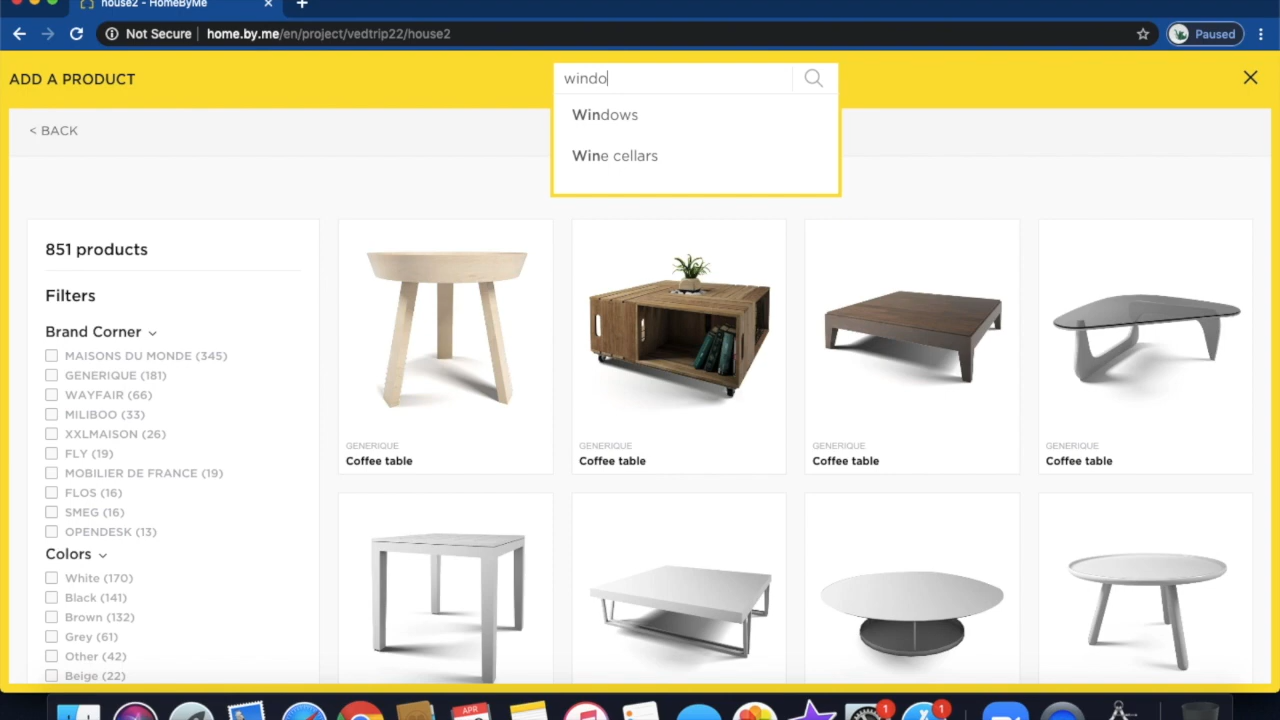 house2 - HomeByMe
Not Secure
home.by.me/en/project/vedtrip22/house2
Paused
ADD A PRODUCT
windo
Windows
Wine cellars
< BACK
851 products
Filters
Brand Corner
MAISONS DU MONDE (345)
GENERIQUE (181)
WAYFAIR (66)
MILIBOO (33)
XXLMAISON (26)
FLY (19)
MOBILIER DE FRANCE (19)
FLOS (16)
SMEG (16)
OPENDESK (13)
Colors
White (170)
Black (141)
Brown (132)
Grey (61)
Other (42)
Beige (22)
GENERIQUE
Coffee table
GENERIQUE
Coffee table
GENERIQUE
Coffee table
GENERIQUE
Coffee table
APR
1
1